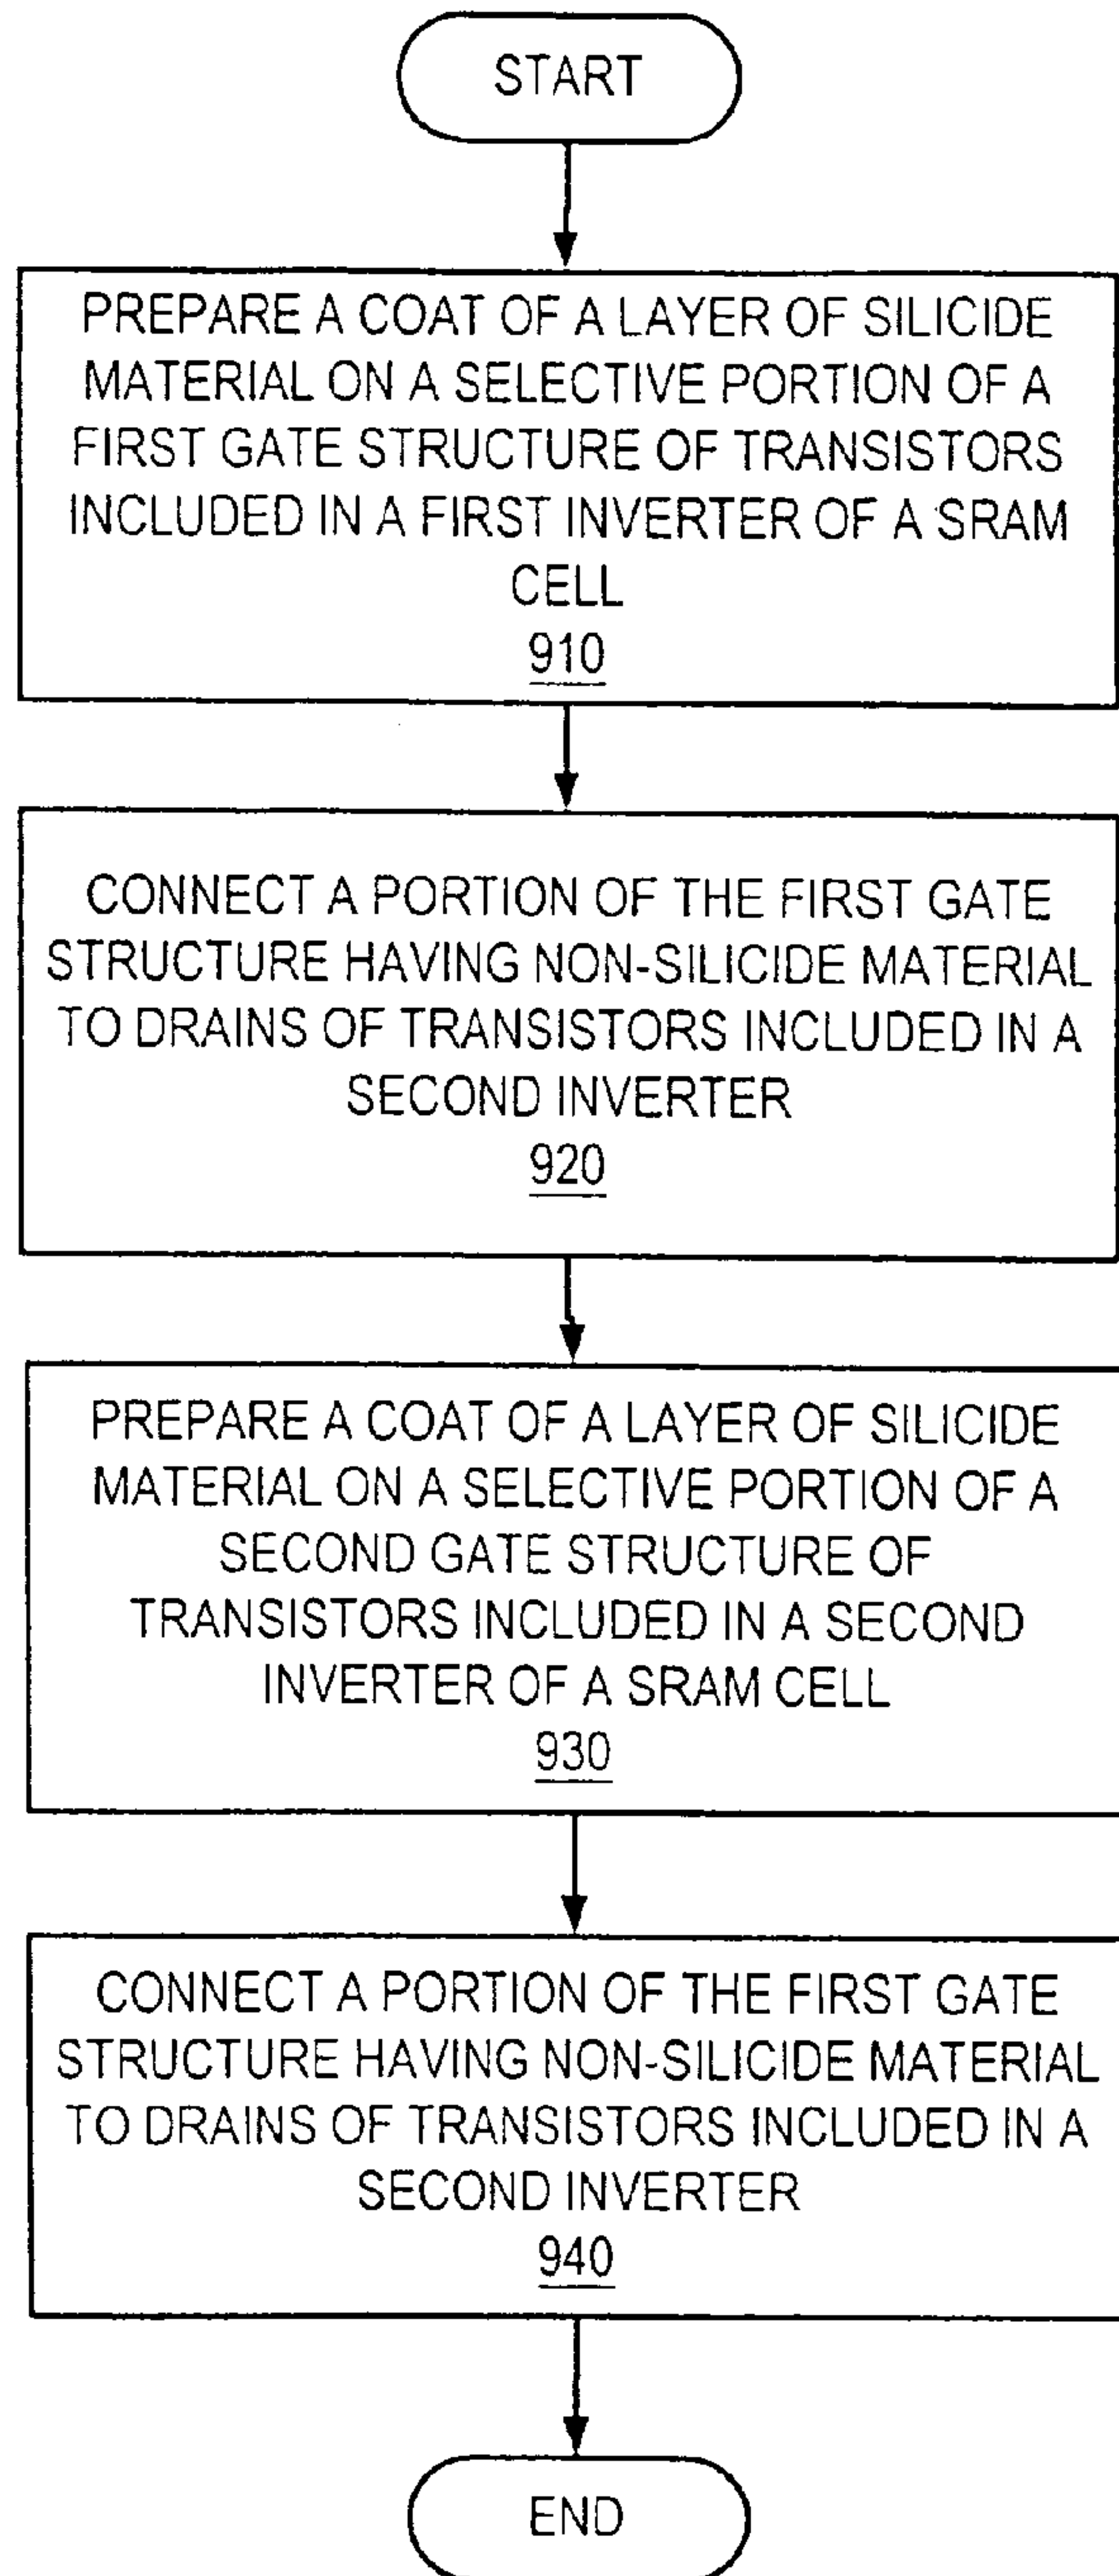 START
PREPARE A COAT OF A LAYER OF SILICIDE
MATERIAL ON A SELECTIVE PORTION OF A
FIRST GATE STRUCTURE OF TRANSISTORS
INCLUDED IN A FIRST INVERTER OF A SRAM
CELL
910
CONNECT A PORTION OF THE FIRST GATE
STRUCTURE HAVING NON-SILICIDE MATERIAL
TO DRAINS OF TRANSISTORS INCLUDED IN A
SECOND INVERTER
920
PREPARE A COAT OF A LAYER OF SILICIDE
MATERIAL ON A SELECTIVE PORTION OF A
SECOND GATE STRUCTURE OF
TRANSISTORS INCLUDED IN A SECOND
INVERTER OF A SRAM CELL
930
CONNECT A PORTION OF THE FIRST GATE
STRUCTURE HAVING NON-SILICIDE MATERIAL
TO DRAINS OF TRANSISTORS INCLUDED IN A
SECOND INVERTER
940
END